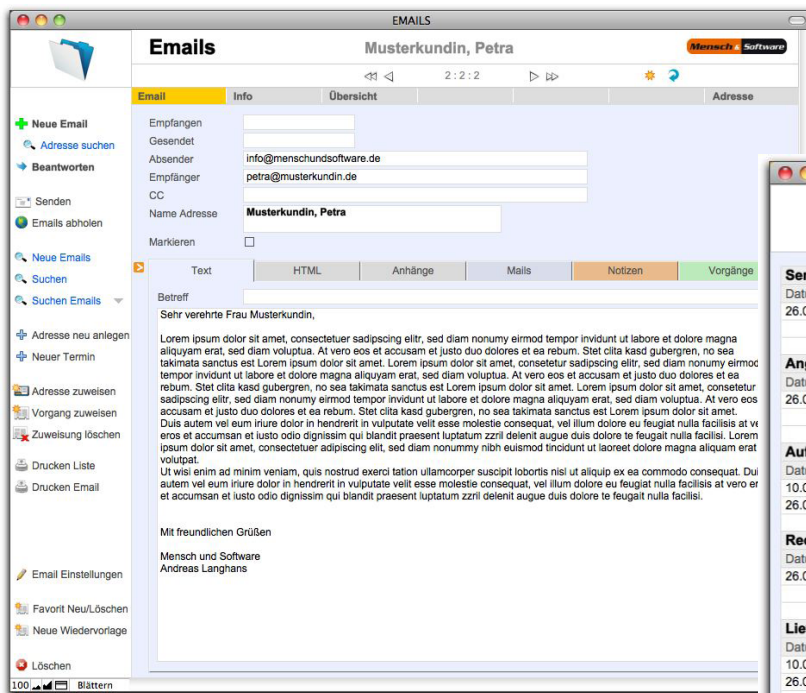 EMAILS
Emails
Musterkundin, Petra
Mensch & Software
2 : 2 : 2
Email
Info
Übersicht
Adresse
Neue Email
Adresse suchen
Beantworten
Senden
Emails abholen
Neue Emails
Suchen
Suchen Emails
Adresse neu anlegen
Neuer Termin
Adresse zuweisen
Vorgang zuweisen
Zuweisung löschen
Drucken Liste
Drucken Email
Email Einstellungen
Favorit Neu/Löschen
Neue Wiedervorlage
Löschen
100
Blättern
Empfangen
Gesendet
Absender
info@menschundsoftware.de
Empfänger
petra@musterkundin.de
CC
Name Adresse
Musterkundin, Petra
Markieren
Text
HTML
Anhänge
Mails
Notizen
Vorgänge
Betreff
Sehr verehrte Frau Musterkundin,
Lorem ipsum dolor sit amet, consectetuer sadipscing elitr, sed diam nonumy eirmod tempor invidunt ut labore et dolore magna
aliquyam erat, sed diam voluptua. At vero eos et accusam et justo duo dolores et ea rebum. Stet clita kasd gubergren, no sea
takimata sanctus est Lorem ipsum dolor sit amet. Lorem ipsum dolor sit amet, consetetur sadipscing elitr, sed diam nonumy eirmod
tempor invidunt ut labore et dolore magna aliquyam erat, sed diam voluptua. At vero eos et accusam et justo duo dolores et ea
rebum. Stet clita kasd gubergren, no sea takimata sanctus est Lorem ipsum dolor sit amet. Lorem ipsum dolor sit amet, consetetur
sadipscing elitr, sed diam nonumy eirmod tempor invidunt ut labore et dolore magna aliquyam erat, sed diam voluptua. At vero eos
accusam et justo duo dolores et ea rebum. Stet clita kasd gubergren, no sea takimata sanctus est Lorem ipsum dolor sit amet.
Duis autem vel eum iriure dolor in hendrerit in vulputate velit esse molestie consequat, vel illum dolore eu feugiat nulla facilisis at ve
eros et accumsan et iusto odio dignissim qui blandit praesent luptatum zzril delenit augue duis dolore te feugait nulla facilisi. Lorem
ipsum dolor sit amet, consectetuer adipiscing elit, sed diam nonummy nibh euismod tincidunt ut laoreet dolore magna aliquam erat
volutpat.
Ut wisi enim ad minim veniam, quis nostrud exerci tation ullamcorper suscipit lobortis nisl ut aliquip ex ea commodo consequat. Dui
autem vel eum iriure dolor in hendrerit in vulputate velit esse molestie consequat, vel illum dolore eu feugiat nulla facilisis at vero er
et accumsan et iusto odio dignissim qui blandit praesent luptatum zzril delenit augue duis dolore te feugait nulla facilisi.
Mit freundlichen Grüßen
Mensch und Software
Andreas Langhans
26.0
26.0
10.0
26.0
26.0
10.0
26.0